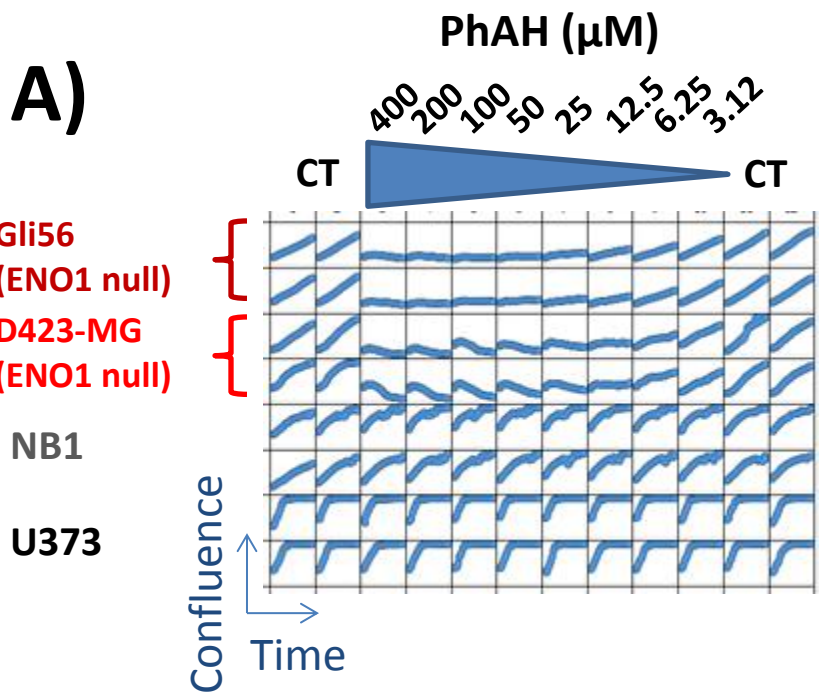 A)
PhAH (µM)
400 200 100 50 25 12.5 6.25 3.12
CT CT
Gli56
(ENO1 null)
D423-MG
(ENO1 null)
NB1
U373
Confluence
Time